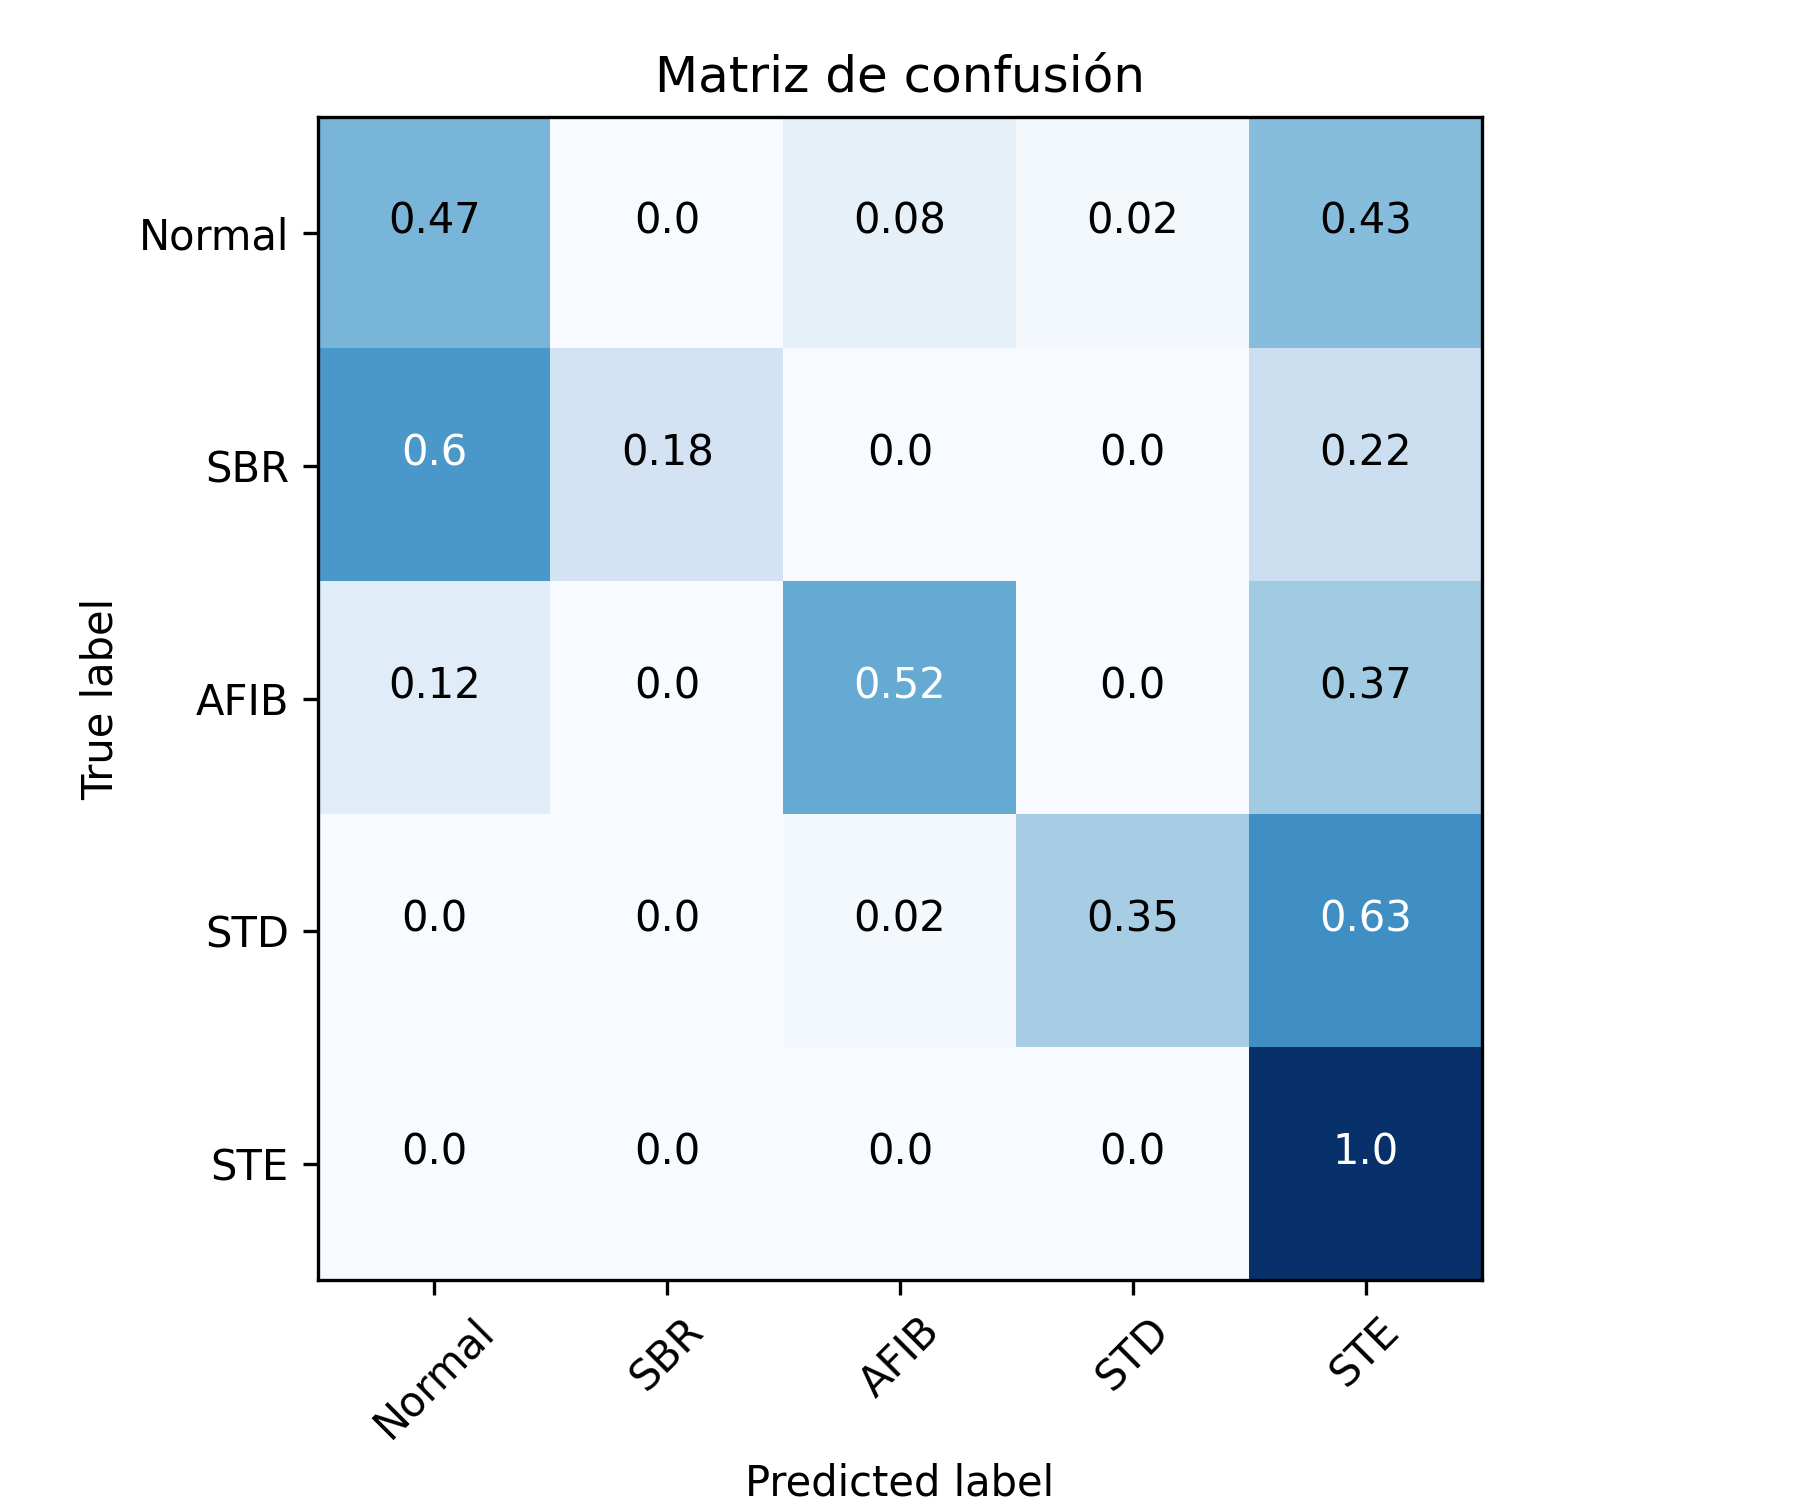 Matriz de confusión
Normal 0.47 0.0 0.08 0.02 0.43
SBR 0.6 0.18 0.0 0.0 0.22
AFIB 0.12 0.0 0.52 0.0 0.37
STD 0.0 0.0 0.02 0.35 0.63
STE 0.0 0.0 0.0 0.0 1.0
True label
Normal SBR AFIB STD STE
Predicted label